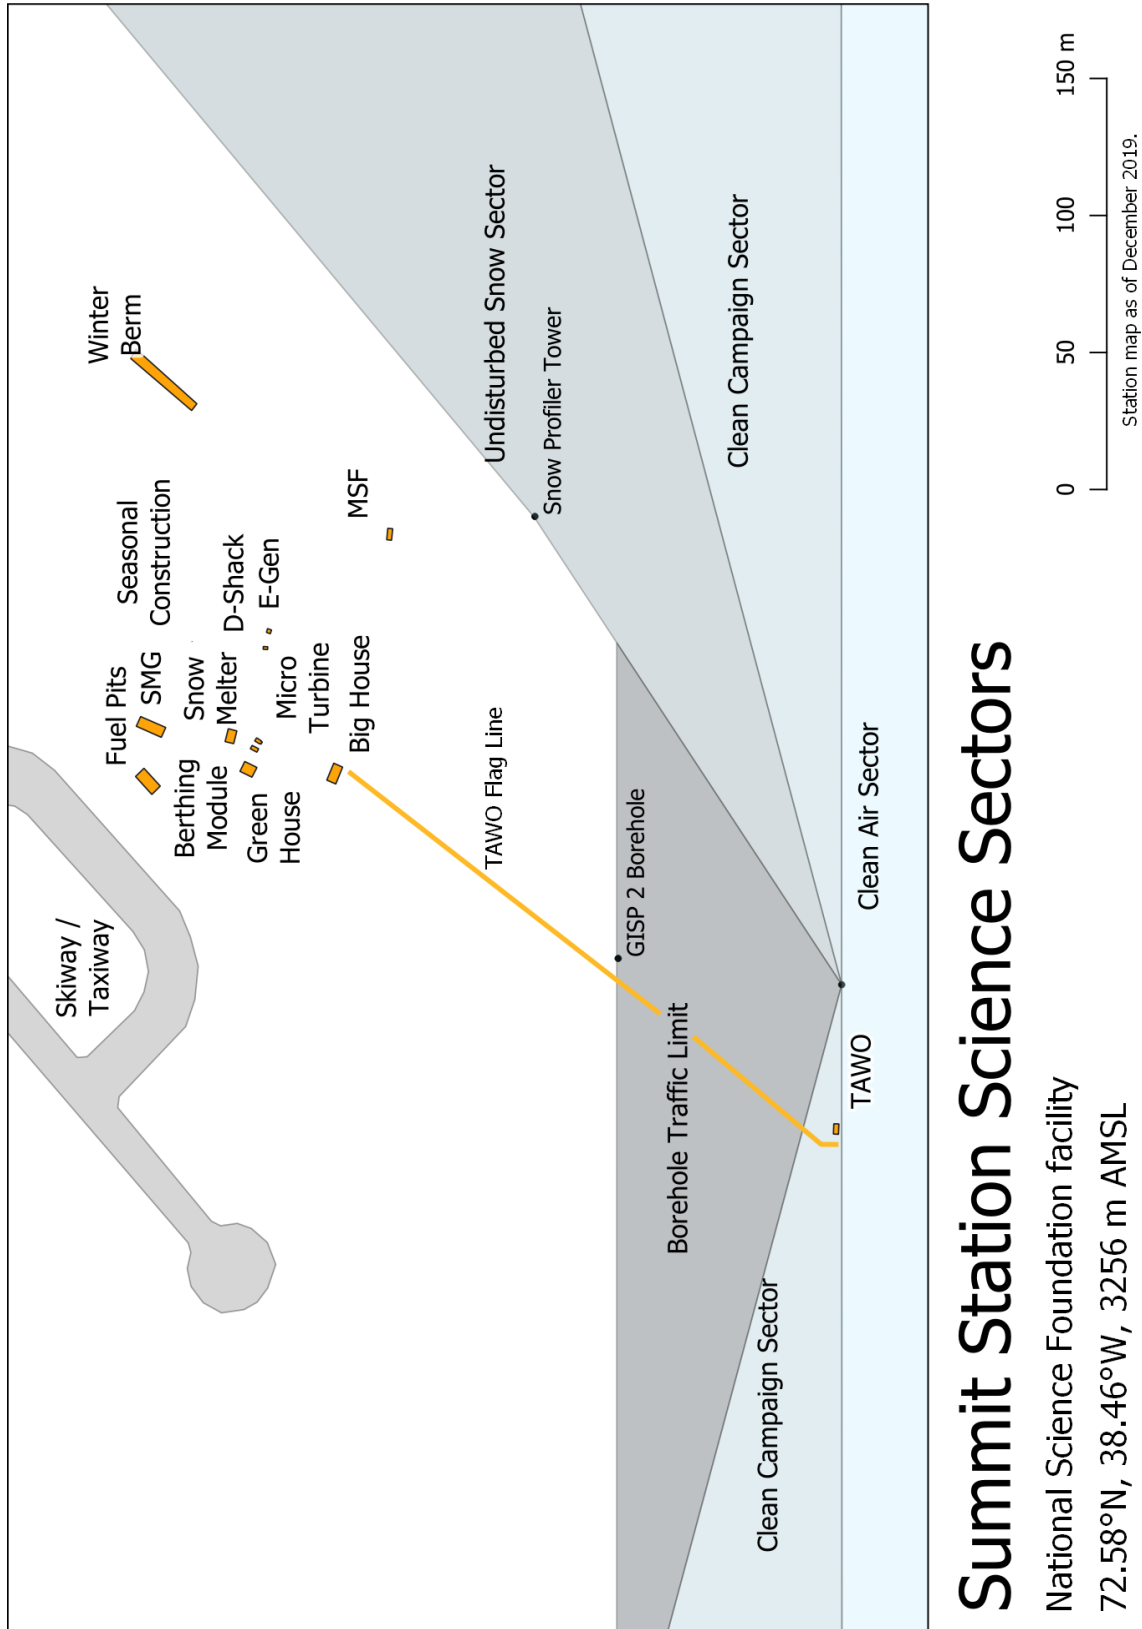 Skiway /
Taxiway
Fuel Pits
SMG
Seasonal
Construction
Winter
Berm
Berthing
Module
Snow
Melter
D-Shack
E-Gen
Green
House
Micro
Turbine
Big House
MSF
TAWO Flag Line
Undisturbed Snow Sector
Snow Profiler Tower
GISP 2 Borehole
Borehole Traffic Limit
Clean Campaign Sector
Clean Campaign Sector
TAWO
Clean Air Sector
Summit Station Science Sectors
National Science Foundation facility
72.58°N, 38.46°W, 3256 m AMSL
0 50 100 150 m
Station map as of December 2019.